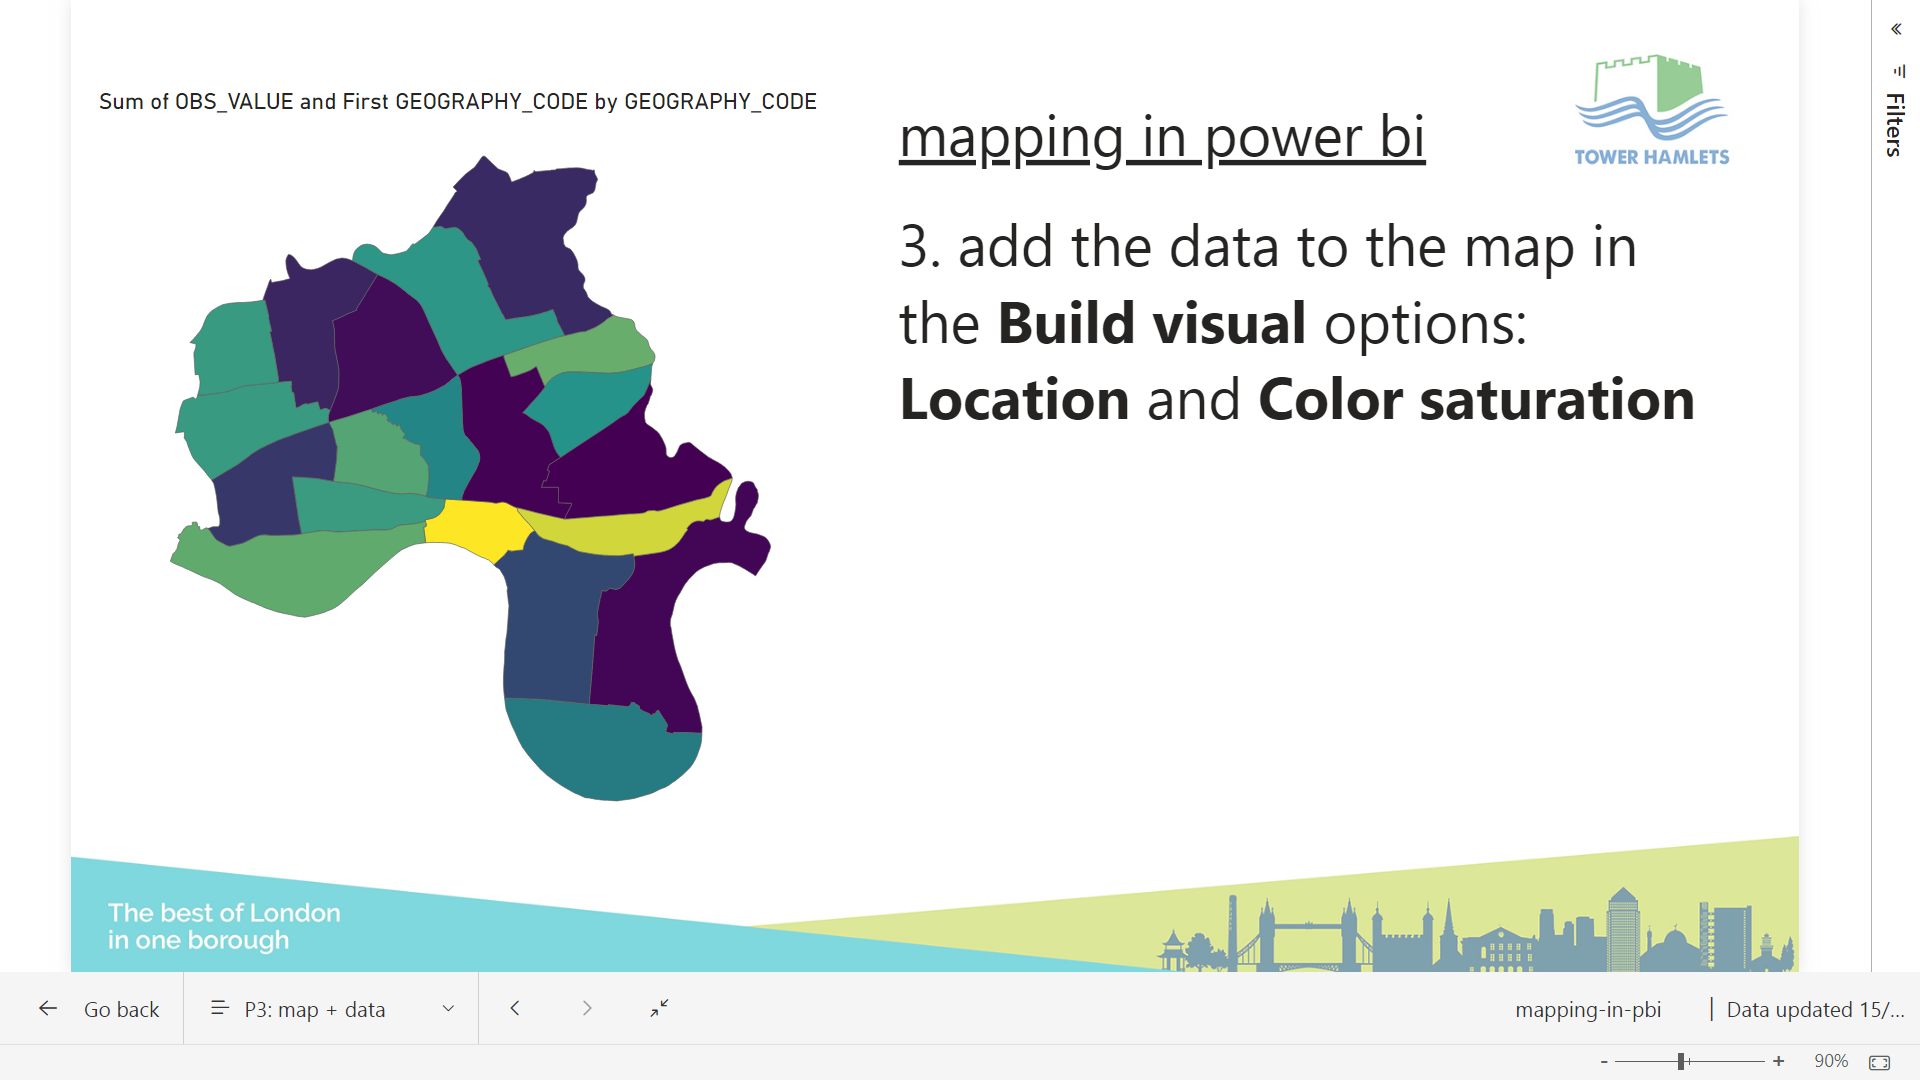 Sum of OBS_VALUE and First GEOGRAPHY_CODE by GEOGRAPHY_CODE
mapping in power bi
3. add the data to the map in
the Build visual options:
Location and Color saturation
TOWER HAMLETS
Filters
The best of London
in one borough
Go back
P3: map + data
mapping-in-pbi
| Data updated 15/...
- + 90%